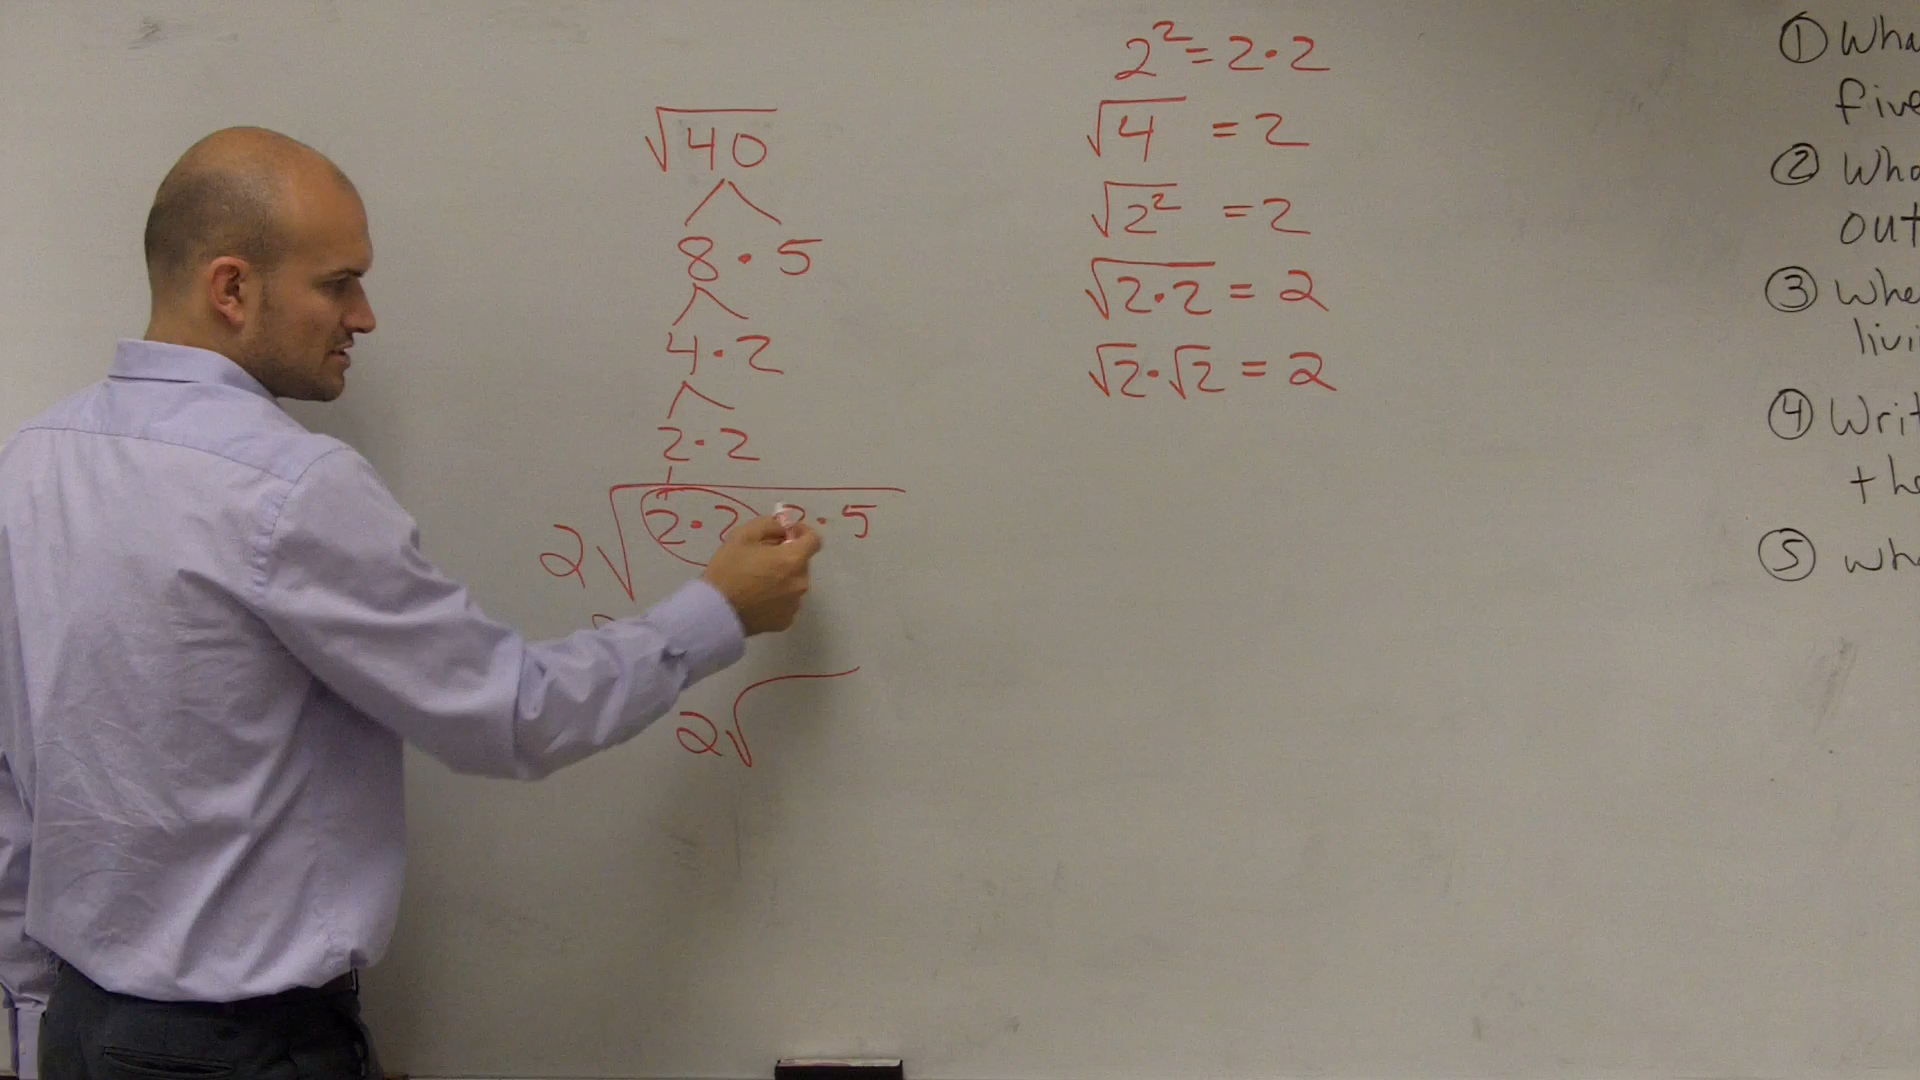 √40
8 · 5
4 · 2
2 · 2
2√2 · 2 · 2 · 5
2√
2² = 2 · 2
√4 = 2
√2² = 2
√2 · 2 = 2
√2 · √2 = 2
① Wha
five
②
out
③ Whe
livi
④ Writ
the
⑤ Wha